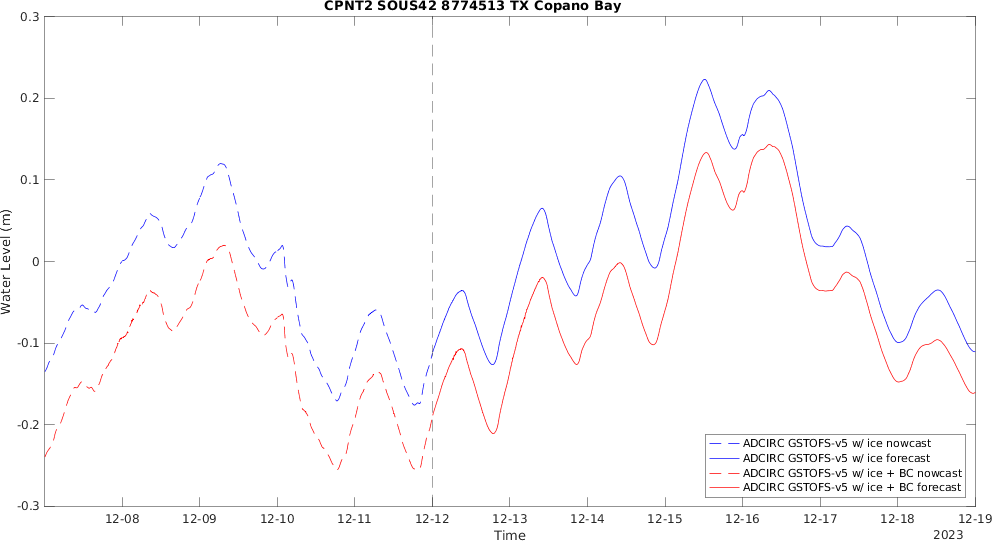 CPNT2 SOUS42 8774513 TX Copano Bay
0.3
0.2
0.1
0
-0.1
-0.2
-0.3
Water Level (m)
12-08
12-09
12-10
12-11
12-12
12-13
12-14
12-15
12-16
12-17
12-18
12-19
Time
2023
ADCIRC GSTOFS-v5 w/ ice nowcast
ADCIRC GSTOFS-v5 w/ ice forecast
ADCIRC GSTOFS-v5 w/ ice + BC nowcast
ADCIRC GSTOFS-v5 w/ ice + BC forecast